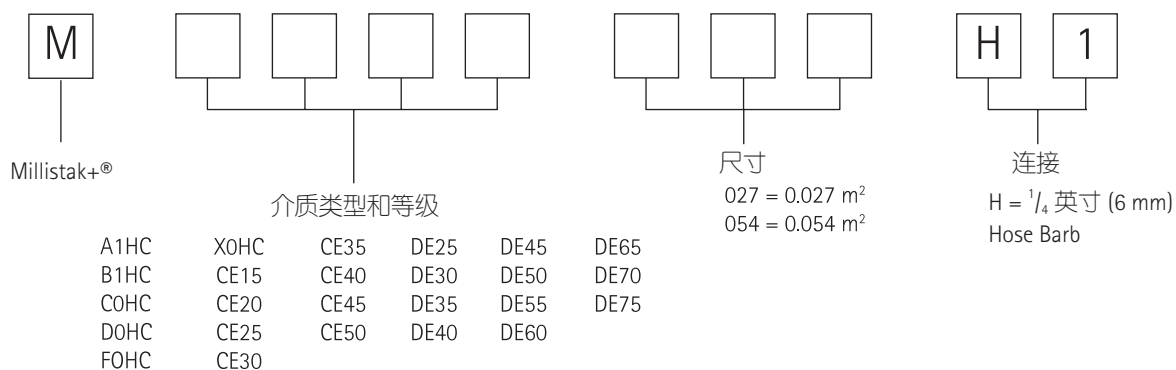 M H 1
Millistak+®
介质类型和等级
尺寸
027 = 0.027 m²
054 = 0.054 m²
连接
H = ¹/₄ 英寸 (6 mm)
Hose Barb
A1HC X0HC CE35 DE25 DE45 DE65
B1HC CE15 CE40 DE30 DE50 DE70
C0HC CE20 CE45 DE35 DE55 DE75
D0HC CE25 CE50 DE40 DE60
F0HC CE30